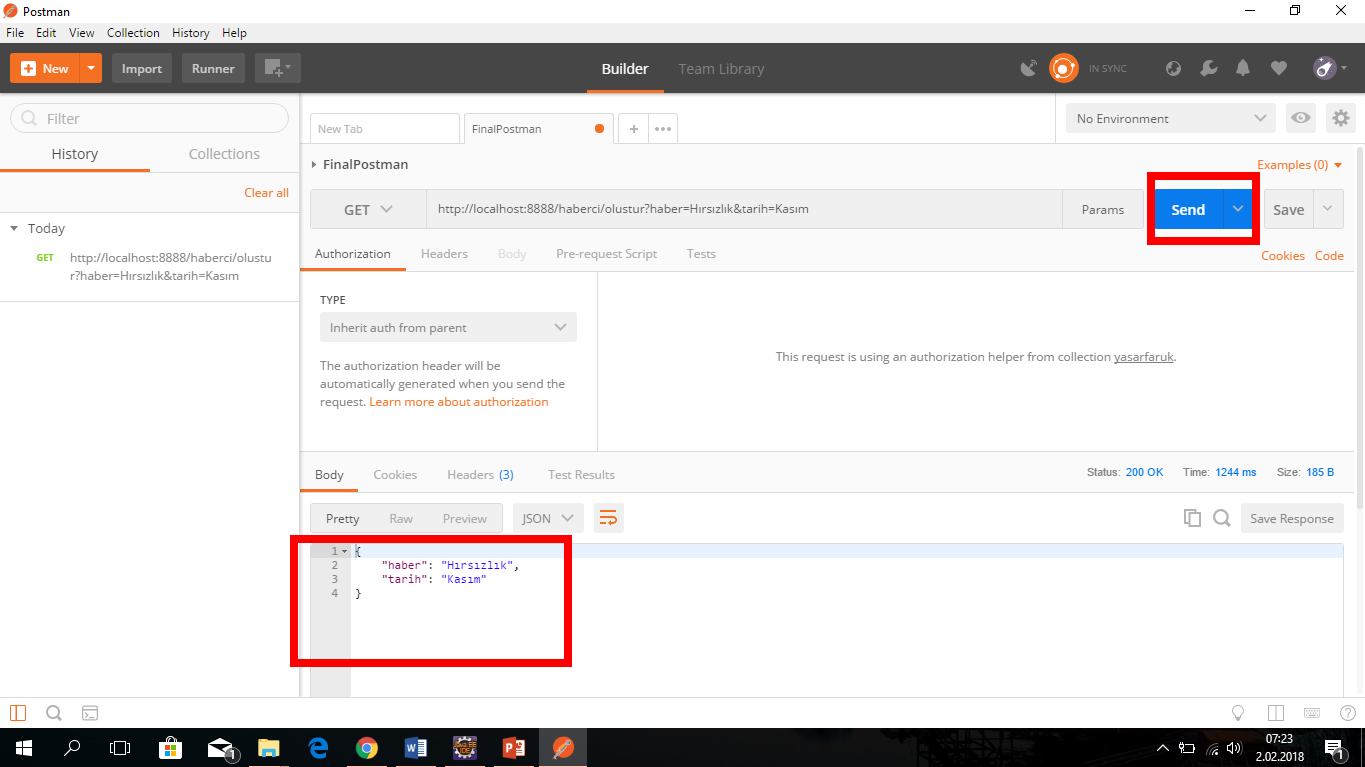 Postman
File Edit View Collection History Help
New Import Runner Builder Team Library IN SYNC
Filter
History Collections
Clear all
Today
GET http://localhost:8888/haberci/olustu
r?haber=Hırsızlık&tarih=Kasım
New Tab FinalPostman No Environment
FinalPostman Examples (0)
GET http://localhost:8888/haberci/olustur?haber=Hırsızlık&tarih=Kasım Params Send Save
Authorization Headers Body Pre-request Script Tests Cookies Code
TYPE
Inherit auth from parent
The authorization header will be
automatically generated when you send the
request. Learn more about authorization
This request is using an authorization helper from collection yasarfaruk.
Body Cookies Headers (3) Test Results Status: 200 OK Time: 1244 ms Size: 185 B
Pretty Raw Preview JSON Save Response
1 {
2 "haber": "Hırsızlık",
3 "tarih": "Kasım"
4 }
07:23
2.02.2018
1
1